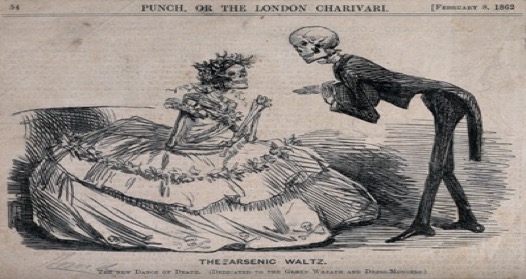 54 PUNCH, OR THE LONDON CHARIVARI. [FEBRUARY 8, 1862
THE ARSENIC WALTZ.
THE NEW DANCE OF DEATH. (DEDICATED TO THE GREEN WREATH AND DRESS-MONGERS.)